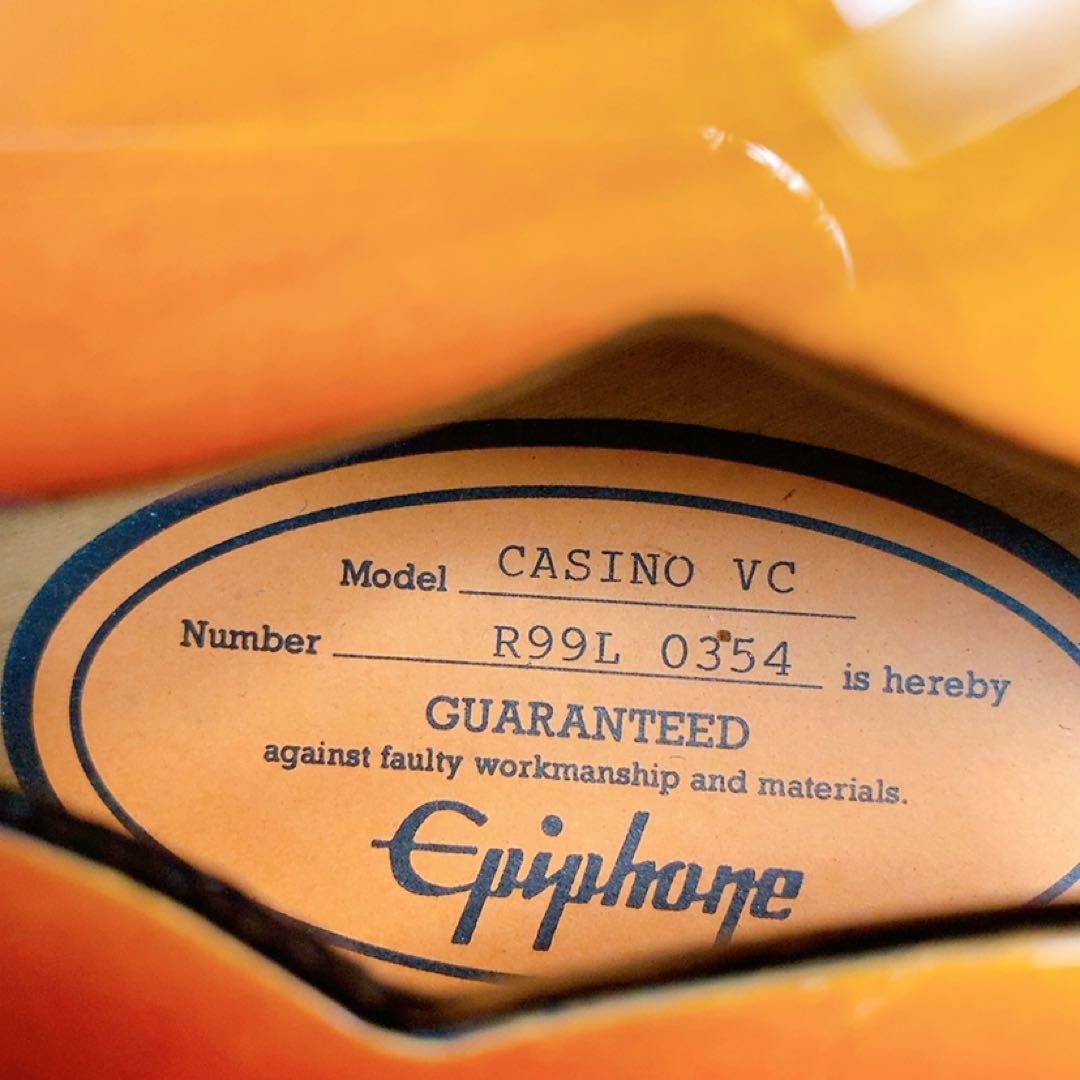 Model CASINO VC
Number R99L 0354 is hereby
GUARANTEED
against faulty workmanship and materials.
Epiphone